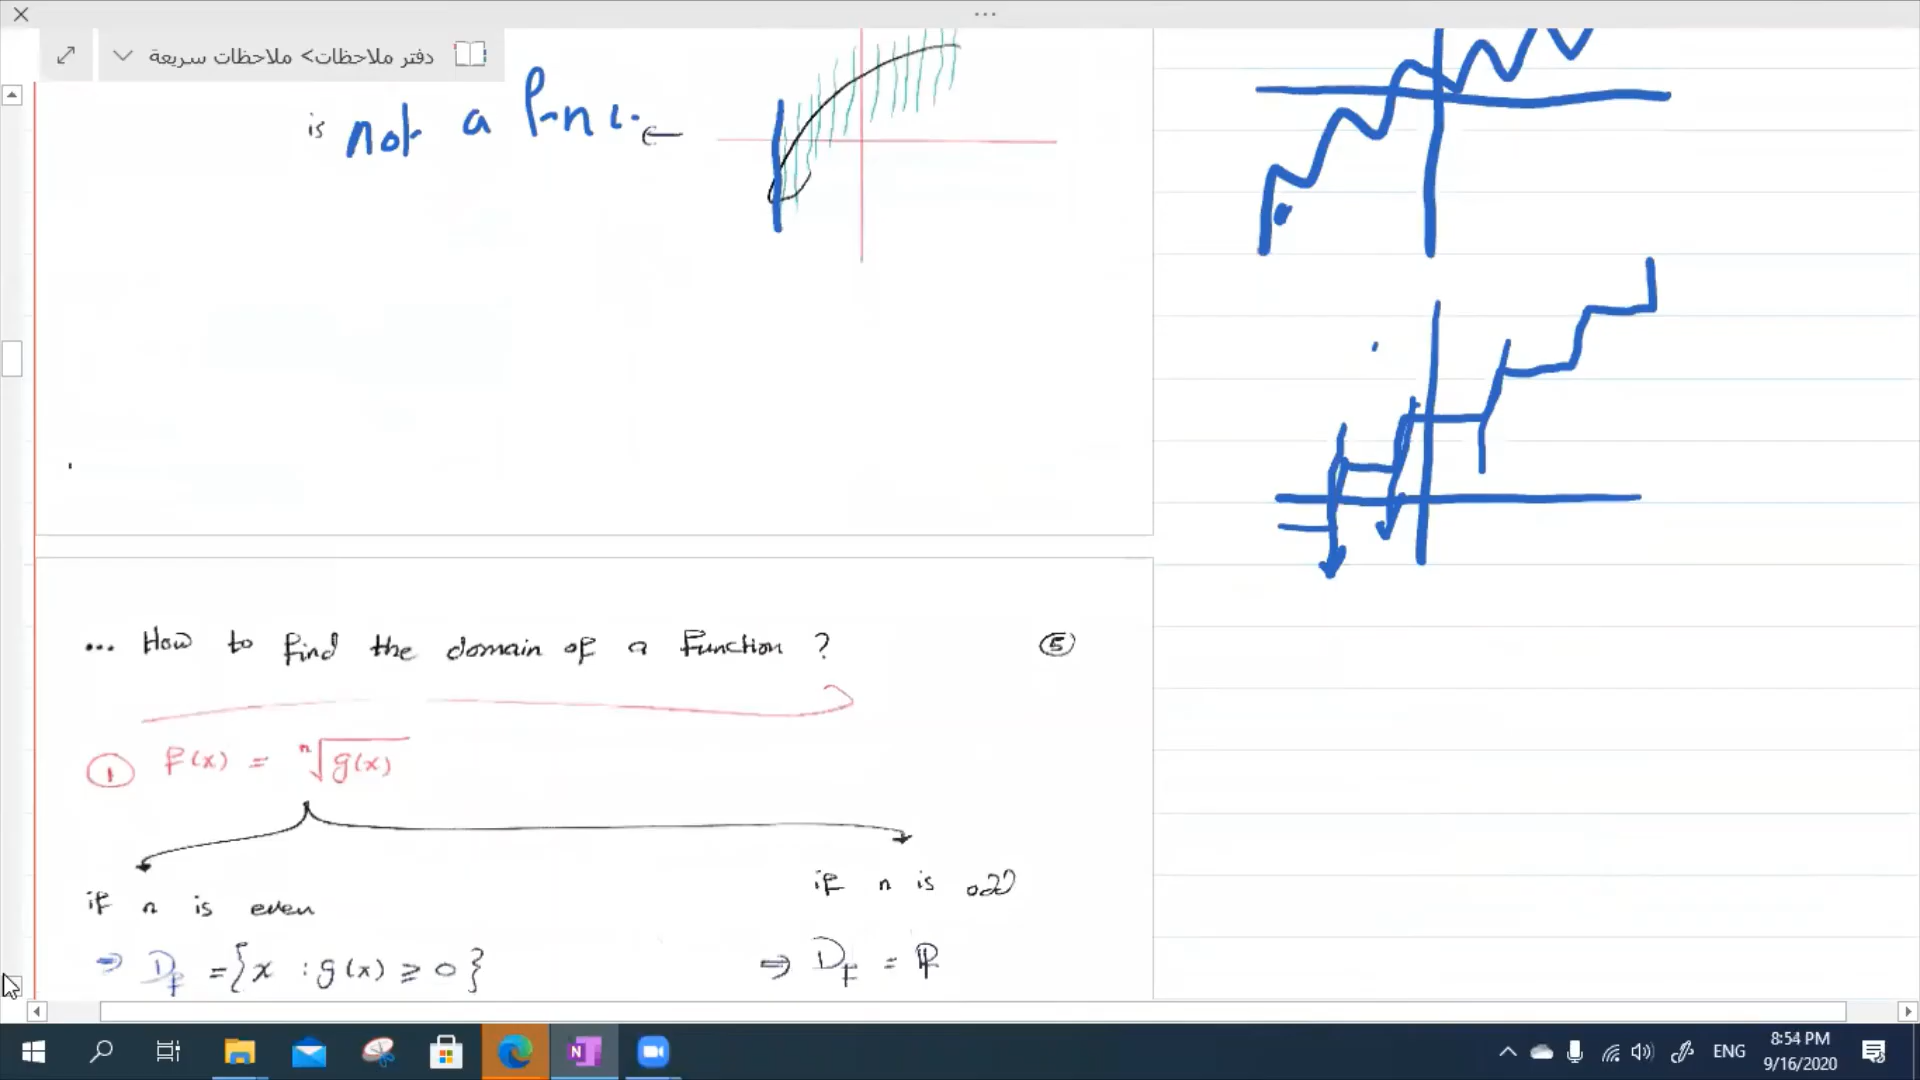 دفتر ملاحظات> ملاحظات سريعة
is not a func. ←
... How to find the domain of a function ?
⑤
① f(x) = ⁿ√g(x)
if n is even
if n is odd
⇒ D_f = {x : g(x) ≥ 0}
⇒ D_f = ℝ
ENG
8:54 PM
9/16/2020